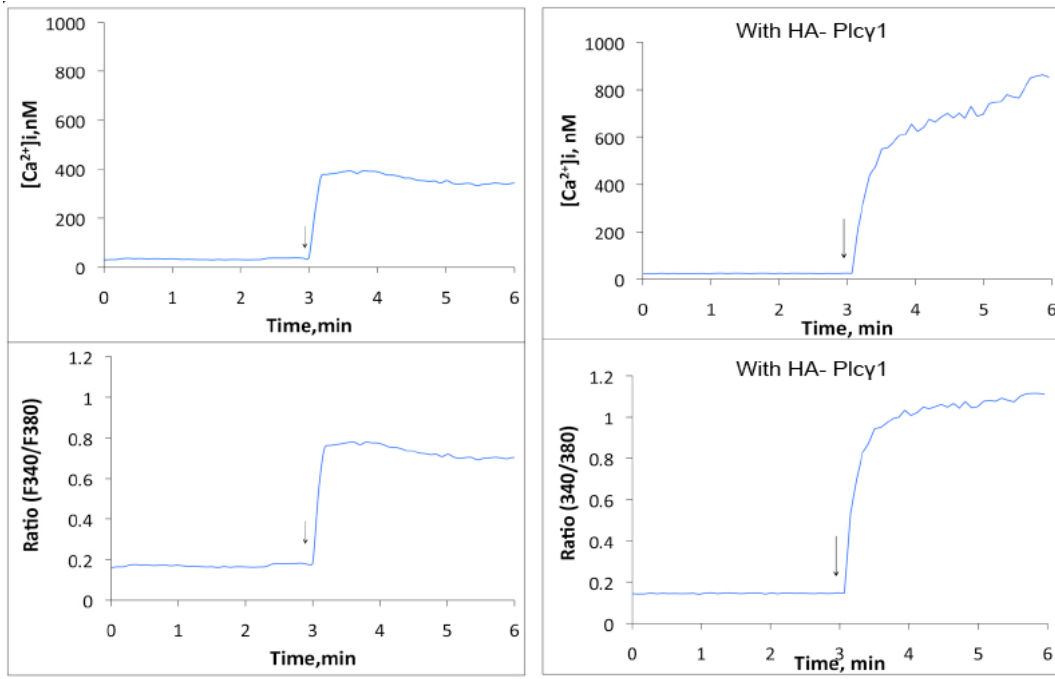 1000
800
600
400
200
0
[Ca²⁺]i,nM
0 1 2 3 4 5 6
Time,min
With HA- Plcγ1
1000
800
600
400
200
0
[Ca²⁺]i, nM
0 1 2 3 4 5 6
Time, min
1.2
1
0.8
0.6
0.4
0.2
0
Ratio (F340/F380)
0 1 2 3 4 5 6
Time,min
With HA- Plcγ1
1.2
1
0.8
0.6
0.4
0.2
0
Ratio (340/380)
0 1 2 3 4 5 6
Time, min